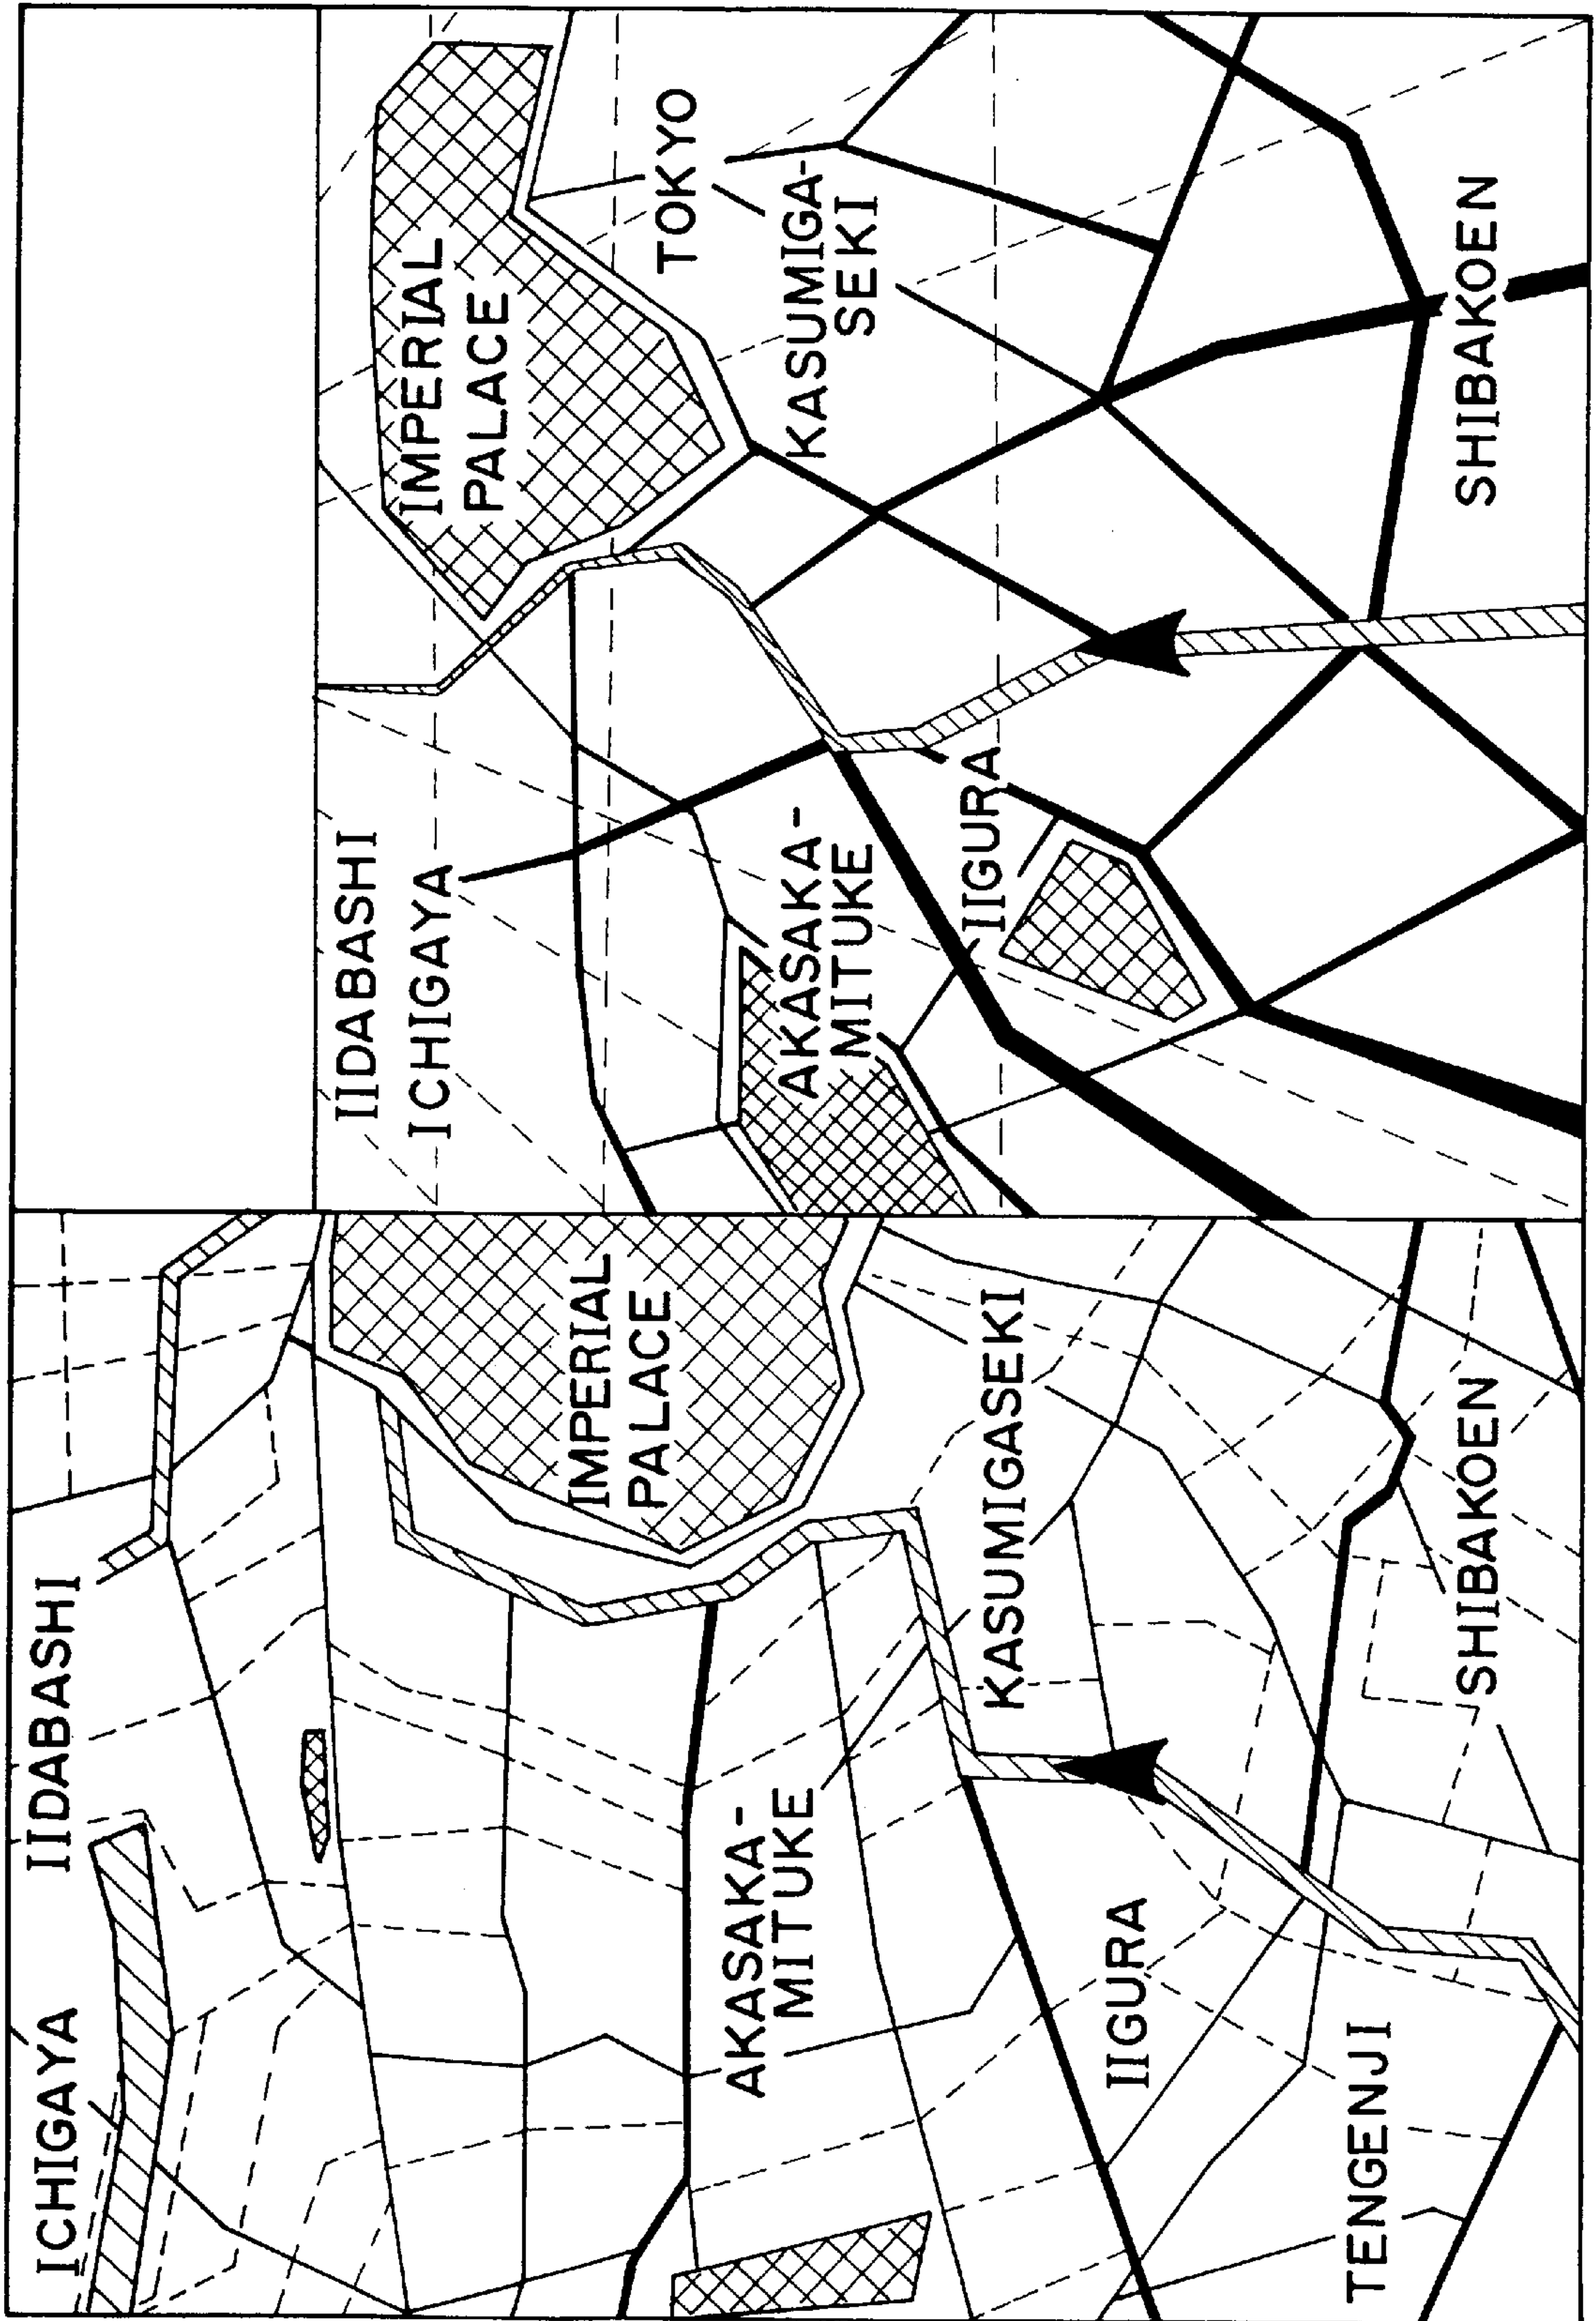 ICHIGAYA
IIDABASHI
IMPERIAL
PALACE
AKASAKA-
MITUKE
KASUMIGASEKI
IIGURA
TENGENJI
SHIBAKOEN
IIDABASHI
ICHIGAYA
IMPERIAL
PALACE
TOKYO
AKASAKA-
MITUKE
KASUMIGA-
SEKI
IIGURA
SHIBAKOEN